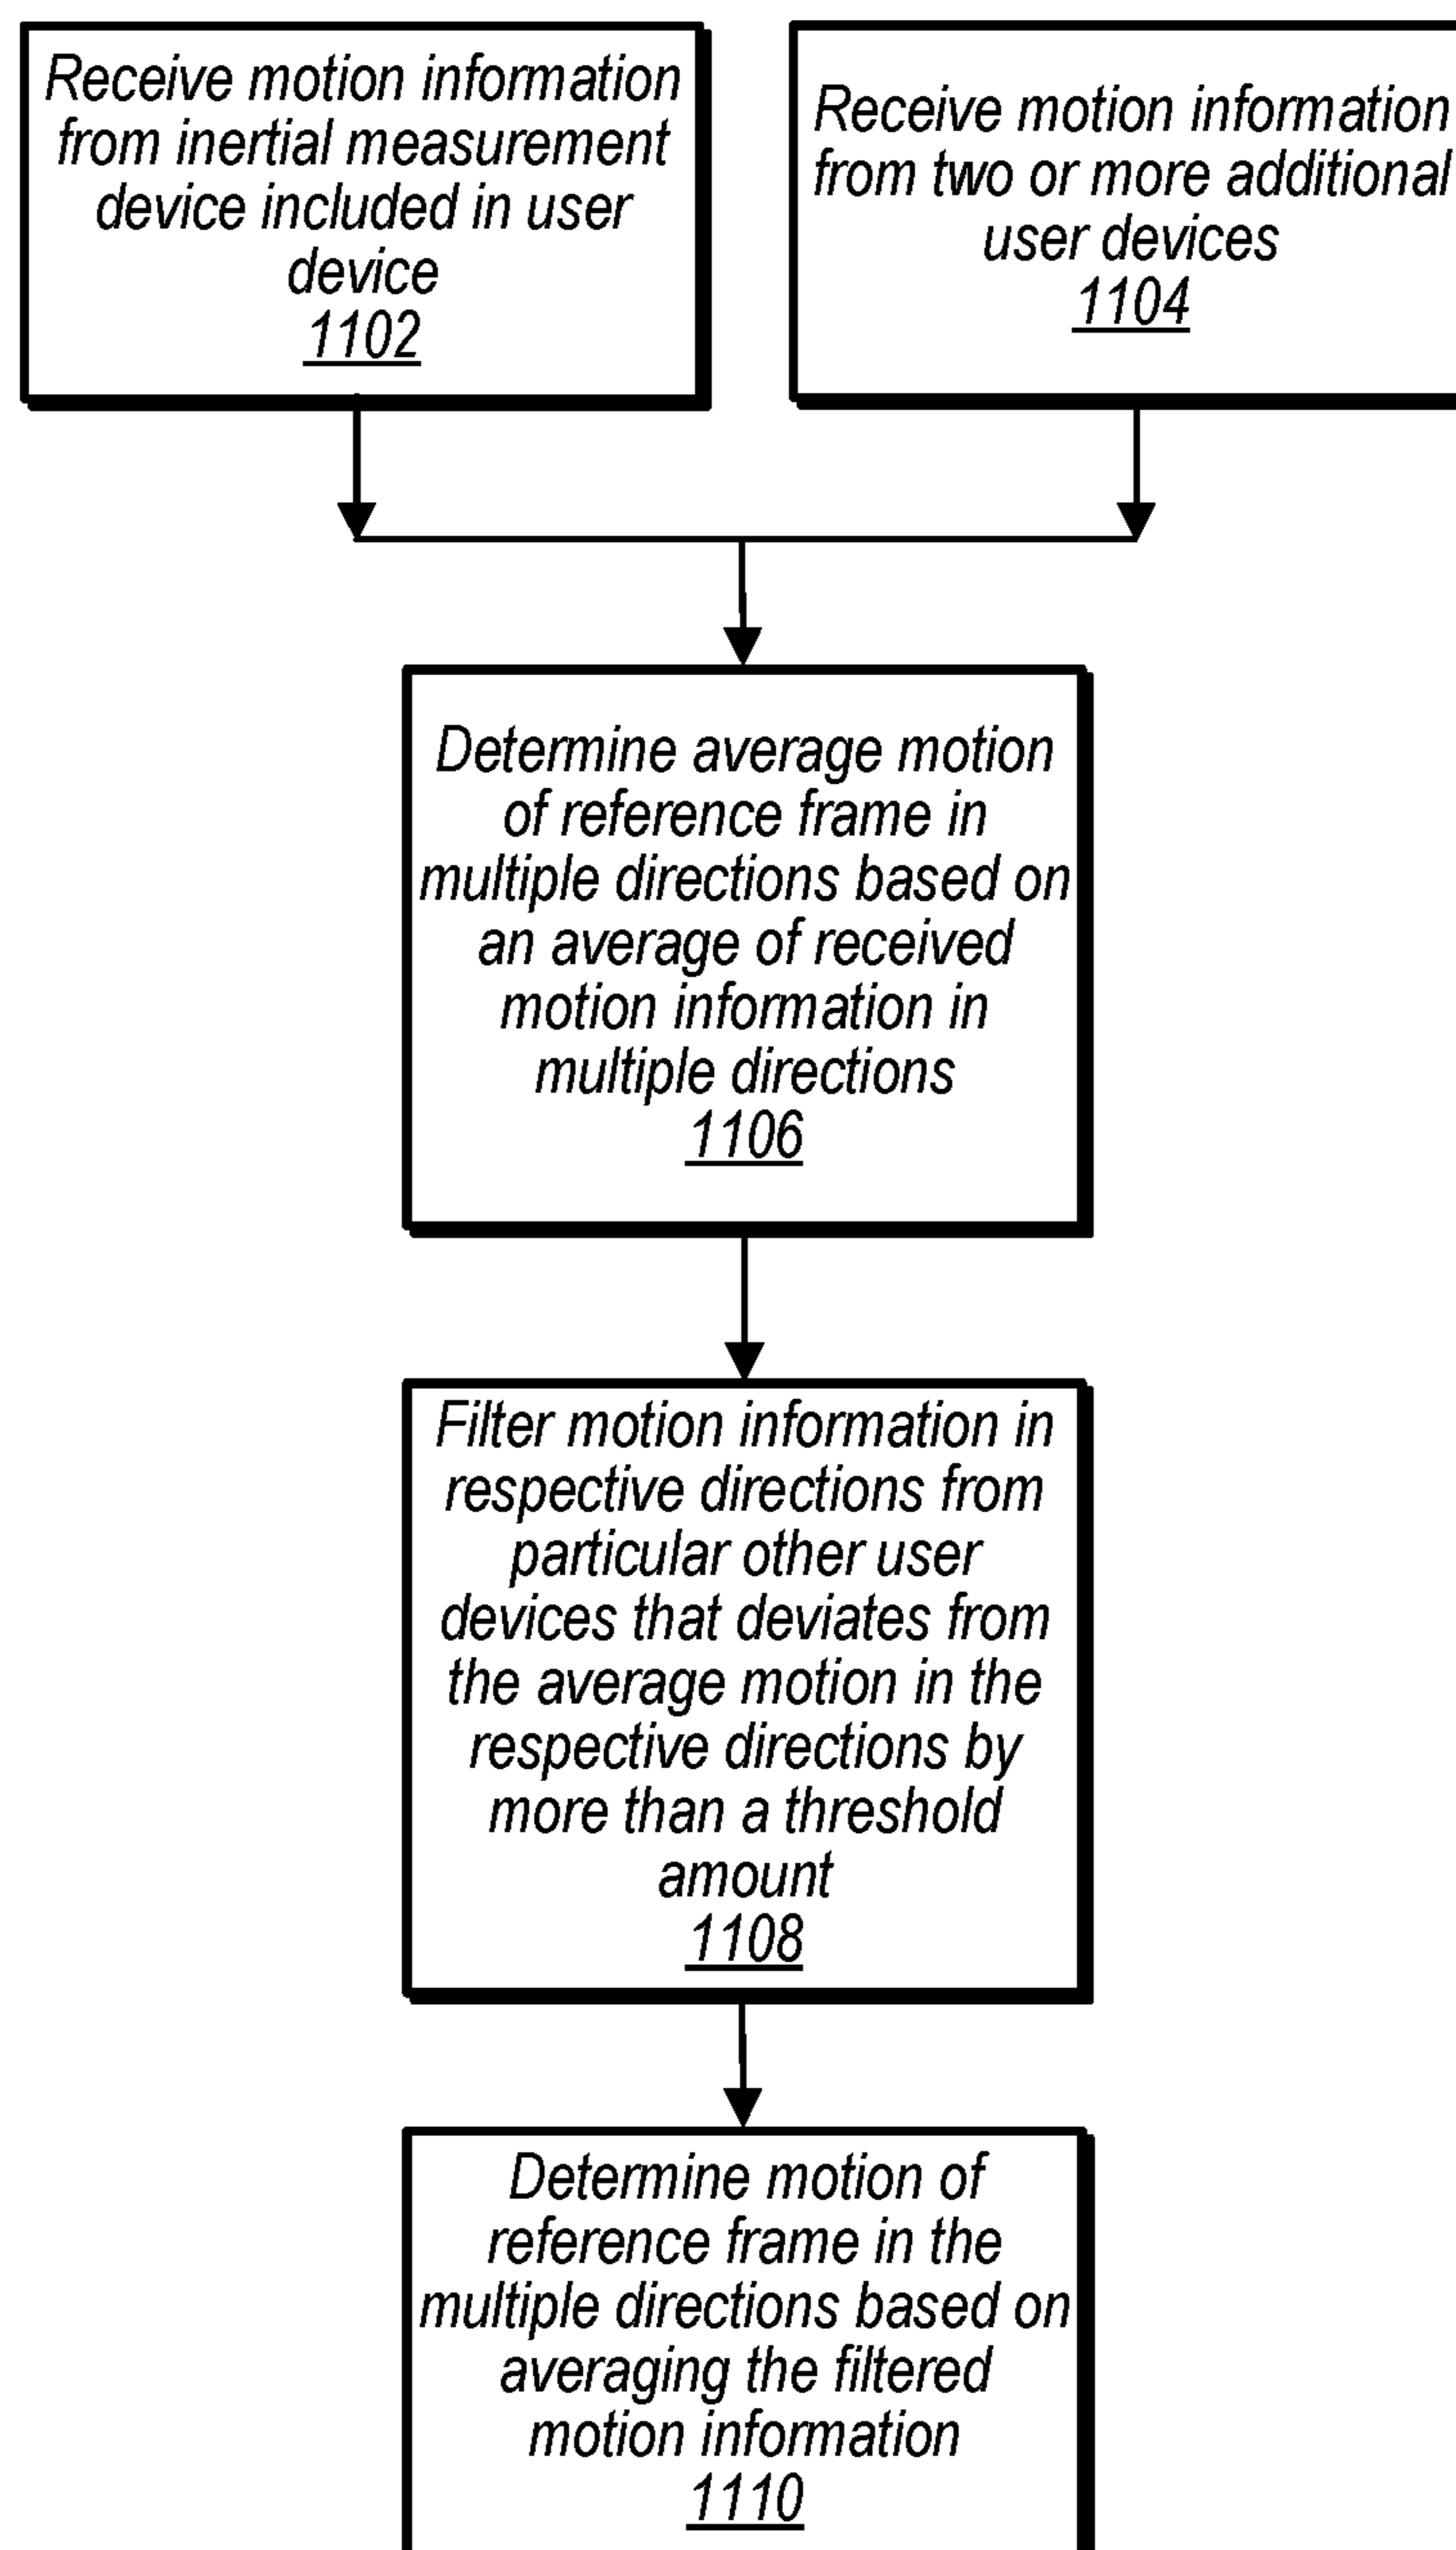 Receive motion information
from inertial measurement
device included in user
device
1102
Receive motion information
from two or more additional
user devices
1104
Determine average motion
of reference frame in
multiple directions based on
an average of received
motion information in
multiple directions
1106
Filter motion information in
respective directions from
particular other user
devices that deviates from
the average motion in the
respective directions by
more than a threshold
amount
1108
Determine motion of
reference frame in the
multiple directions based on
averaging the filtered
motion information
1110